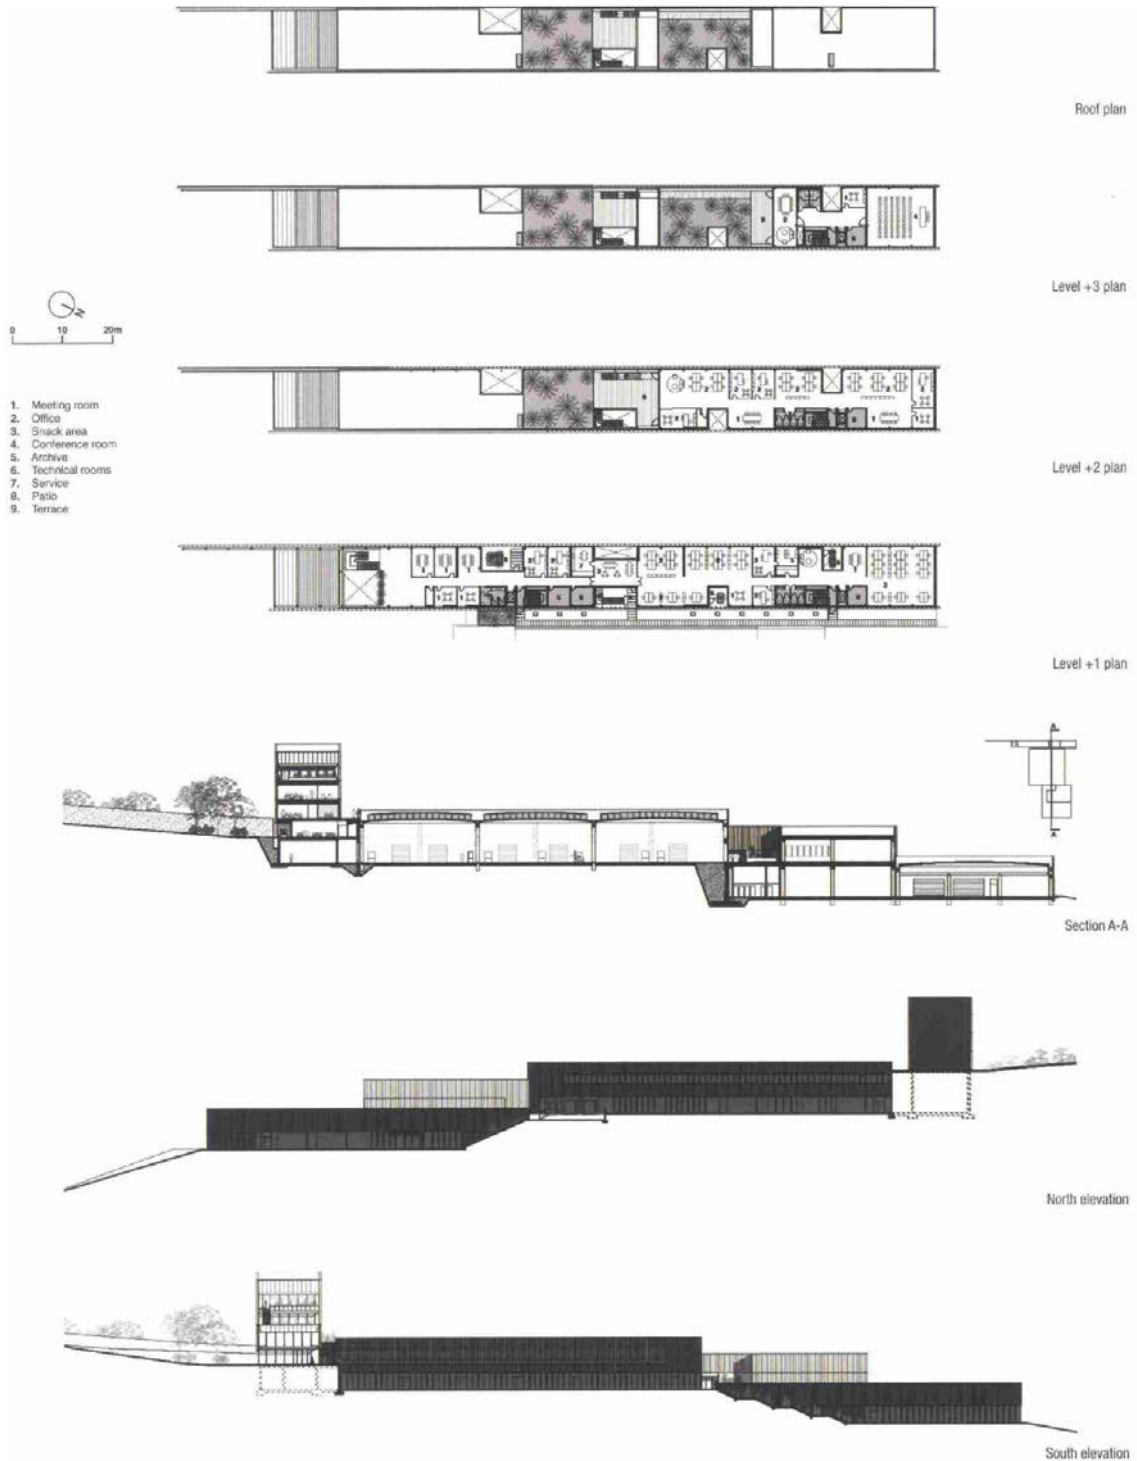 Roof plan
Level +3 plan
N
0 10 20m
1. Meeting room
2. Office
3. Snack area
4. Conference room
5. Archive
6. Technical rooms
7. Service
8. Patio
9. Terrace
Level +2 plan
Level +1 plan
A
A
Section A-A
North elevation
South elevation